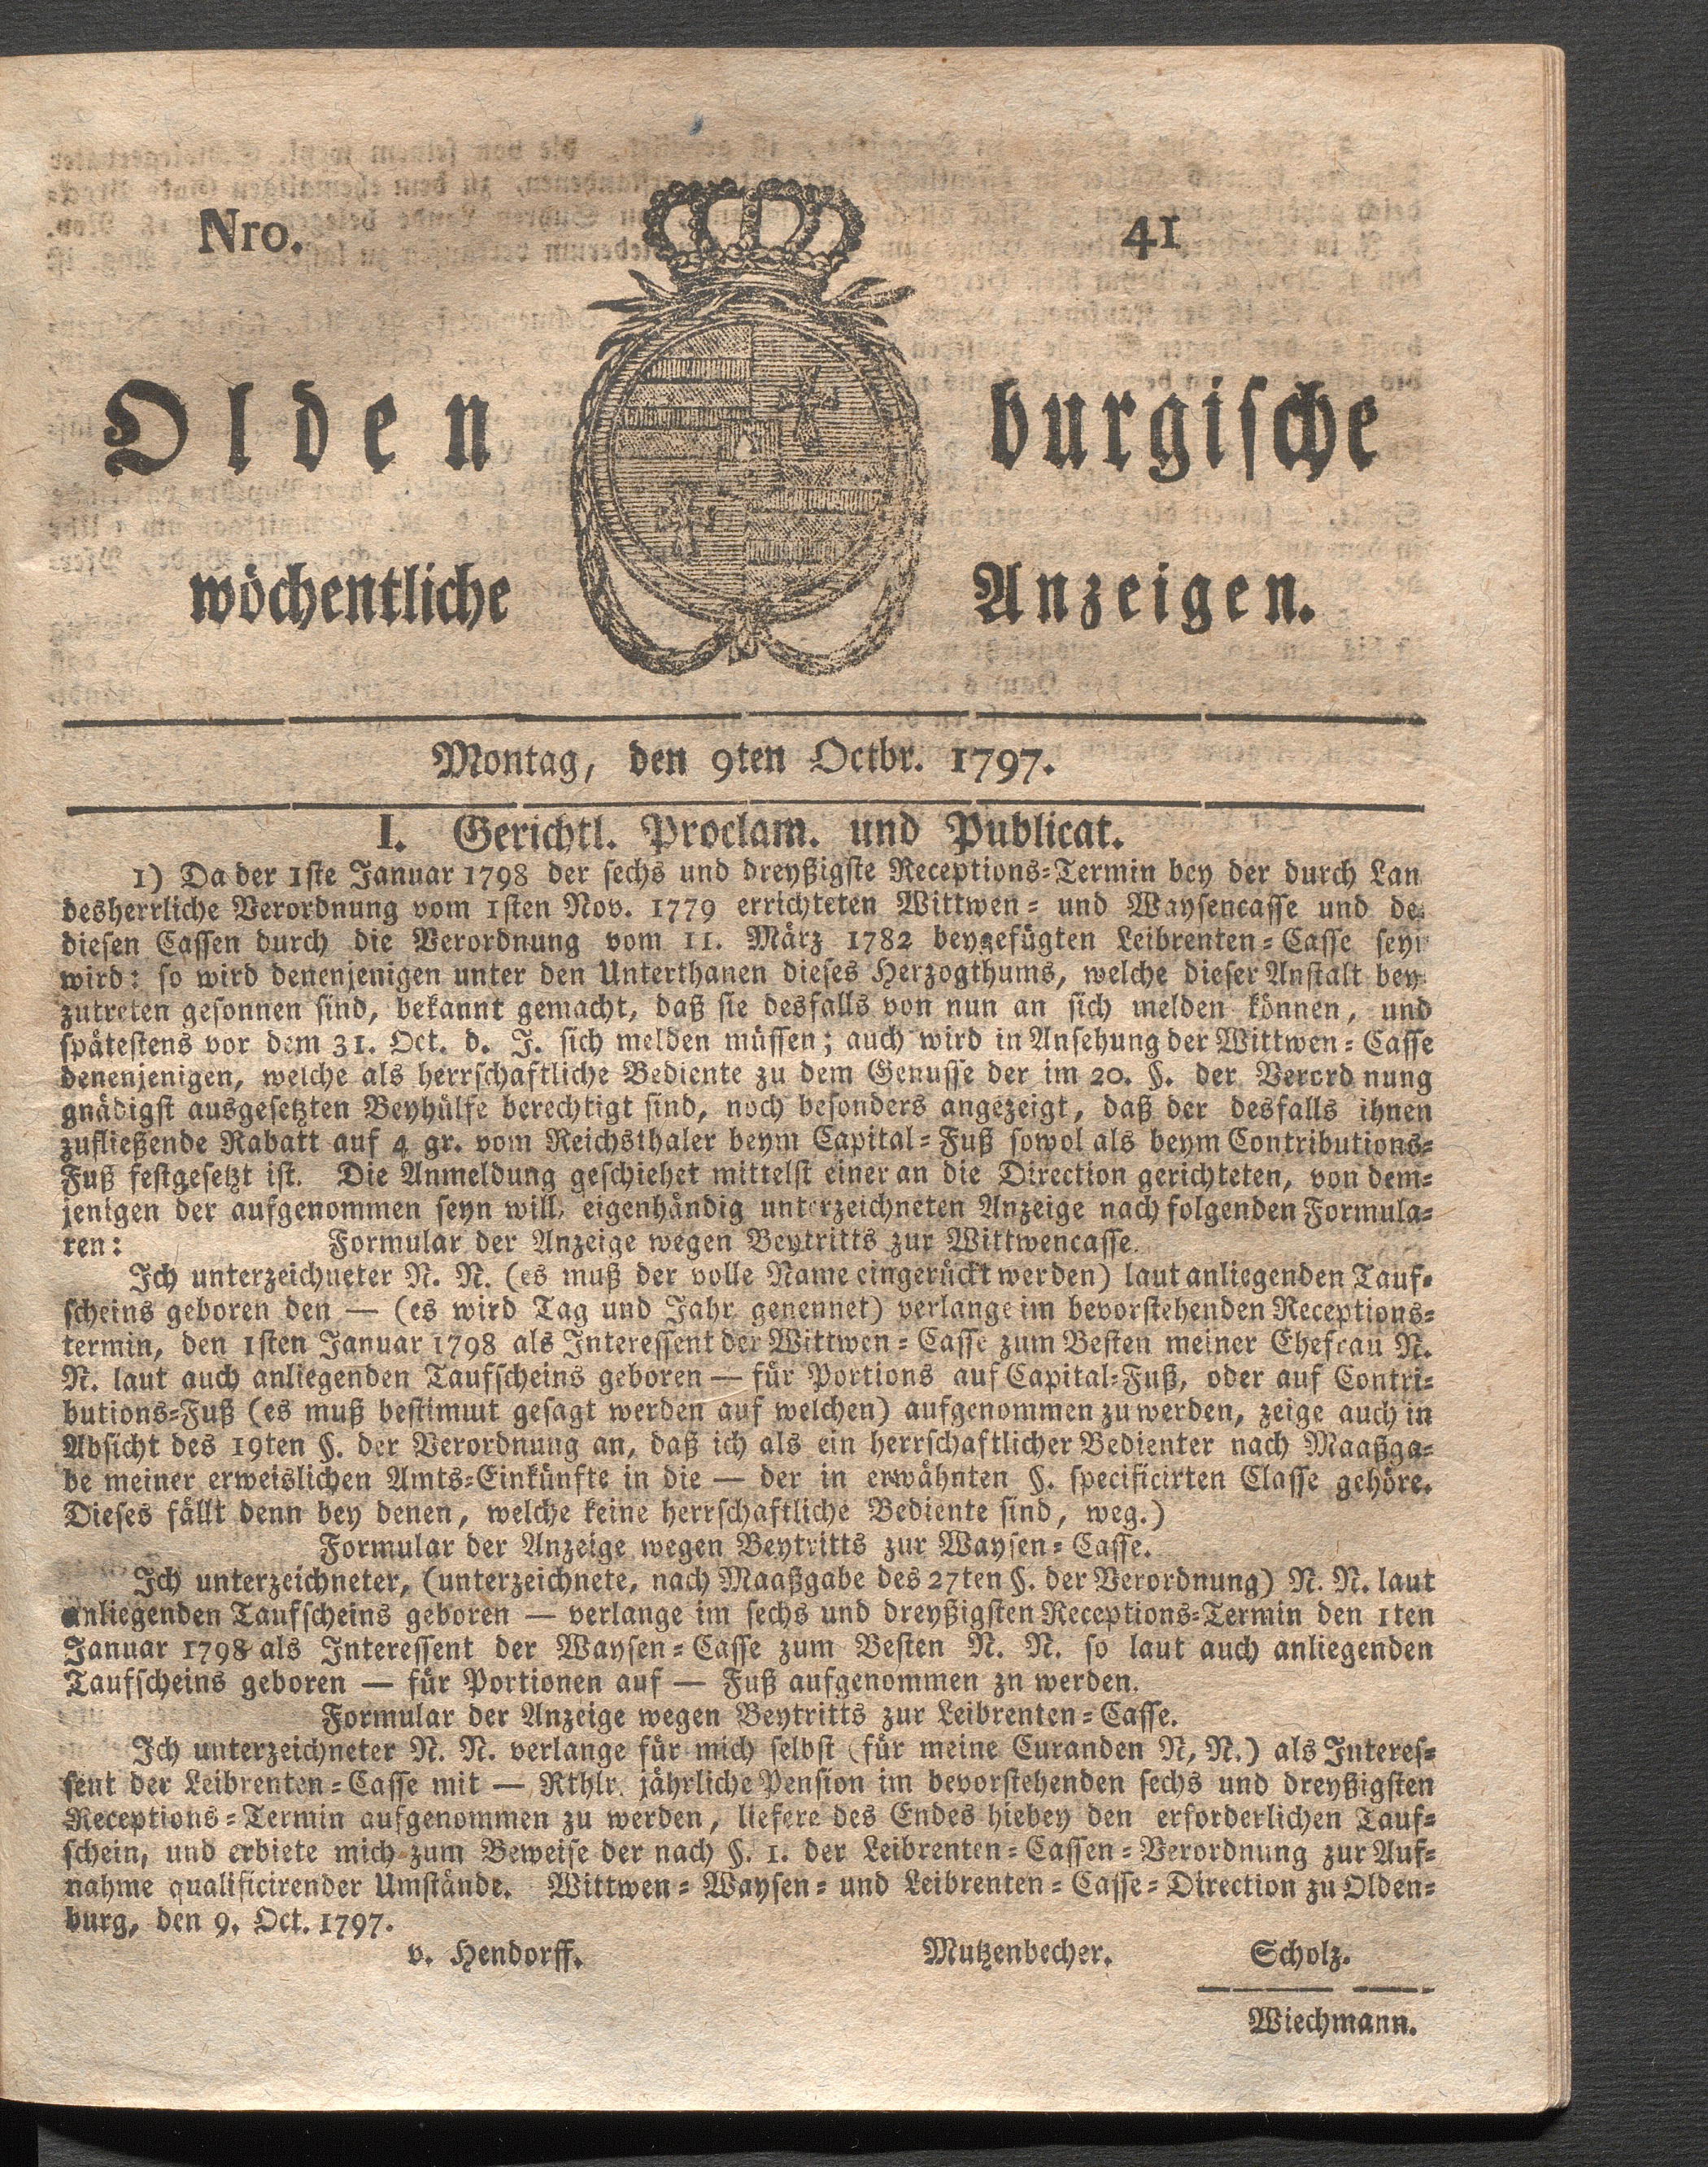 Nro. 41
Olden burgische
wöchentliche Anzeigen.
Montag, den 9ten Octbr. 1797.
I. Gerichtl. Proclam. und Publicat.
1) Da der 1ste Januar 1798 der sechs und dreyßigste Receptions-Termin bey der durch Lan
desherrliche Verordnung vom 1sten Nov. 1779 errichteten Wittwen- und Waysencasse und de
diesen Cassen durch die Verordnung vom 11. März 1782 beygefügten Leibrenten-Casse seyn
wird: so wird denenjenigen unter den Unterthanen dieses Herzogthums, welche dieser Anstalt bey
zutreten gesonnen sind, bekannt gemacht, daß sie desfalls von nun an sich melden können, und
spätestens vor dem 31. Oct. d. J. sich melden müssen; auch wird in Ansehung der Wittwen-Casse
denenjenigen, welche als herrschaftliche Bediente zu dem Genusse der im 20. §. der Verord nung
gnädigst ausgesetzten Beyhülfe berechtigt sind, noch besonders angezeigt, daß der desfalls ihnen
zufließende Rabatt auf 4 gr. vom Reichsthaler beym Capital-Fuß sowol als beym Contributions-
Fuß festgesetzt ist. Die Anmeldung geschiehet mittelst einer an die Direction gerichteten, von dem-
jenigen der aufgenommen seyn will, eigenhändig unterzeichneten Anzeige nach folgenden Formula-
ren: Formular der Anzeige wegen Beytritts zur Wittwencasse.
Ich unterzeichneter N. N. (es muß der volle Name eingerückt werden) laut anliegenden Tauf-
scheins geboren den — (es wird Tag und Jahr genennet) verlange im bevorstehenden Receptions-
termin, den 1sten Januar 1798 als Interessent der Wittwen-Casse zum Besten meiner Ehefrau N.
N. laut auch anliegenden Taufscheins geboren — für Portions auf Capital-Fuß, oder auf Contri-
butions-Fuß (es muß bestimmt gesagt werden auf welchen) aufgenommen zu werden, zeige auch in
Absicht des 19ten §. der Verordnung an, daß ich als ein herrschaftlicher Bedienter nach Maaßga-
be meiner erweislichen Amts-Einkünfte in die — der in erwähnten §. specificirten Classe gehöre.
Dieses fällt denn bey denen, welche keine herrschaftliche Bediente sind, weg.)
Formular der Anzeige wegen Beytritts zur Waysen-Casse.
Ich unterzeichneter, (unterzeichnete, nach Maaßgabe des 27ten §. der Verordnung) N. N. laut
anliegenden Taufscheins geboren — verlange im sechs und dreyßigsten Receptions-Termin den 1ten
Januar 1798 als Interessent der Waysen-Casse zum Besten N. N. so laut auch anliegenden
Taufscheins geboren — für Portionen auf — Fuß aufgenommen zu werden.
Formular der Anzeige wegen Beytritts zur Leibrenten-Casse.
Ich unterzeichneter N. N. verlange für mich selbst (für meine Curanden N, N.) als Interes-
sent der Leibrenten-Casse mit — Rthlr. jährliche Pension im bevorstehenden sechs und dreyßigsten
Receptions-Termin aufgenommen zu werden, liefere des Endes hiebey den erforderlichen Tauf-
schein, und erbiete mich zum Beweise der nach §. 1. der Leibrenten-Cassen-Verordnung zur Auf-
nahme qualificirender Umstände. Wittwen-Waysen- und Leibrenten-Casse-Direction zu Olden-
burg, den 9. Oct. 1797.
v. Hendorff. Mutzenbecher. Scholz.
Wiechmann.